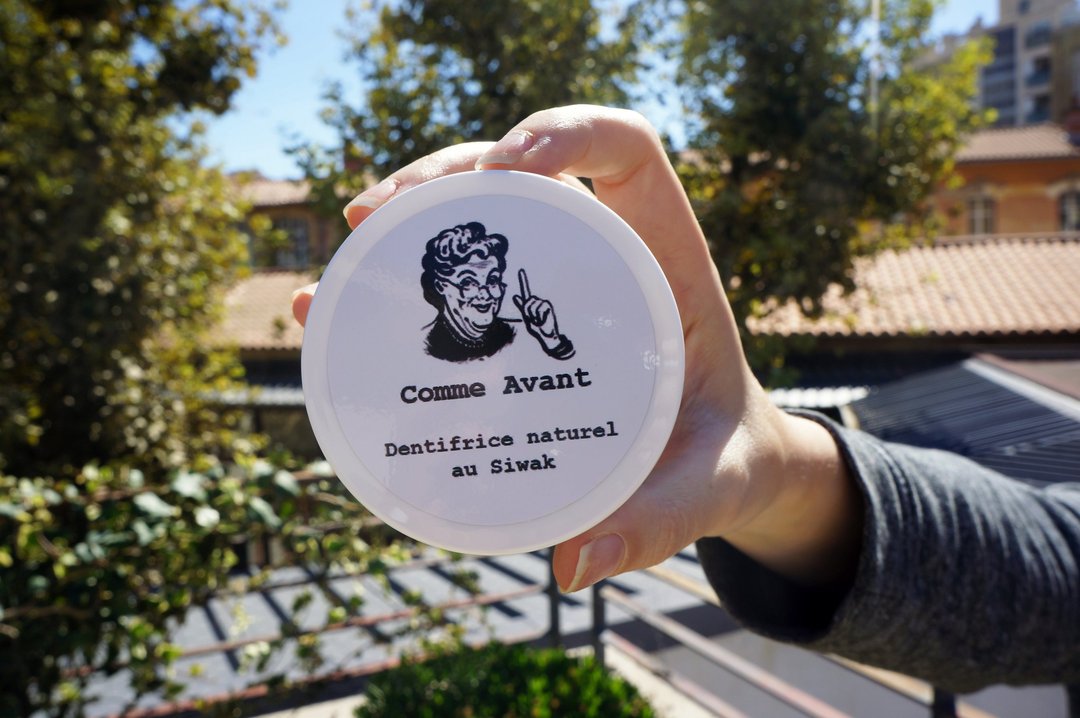 Comme Avant
Dentifrice naturel
au Siwak